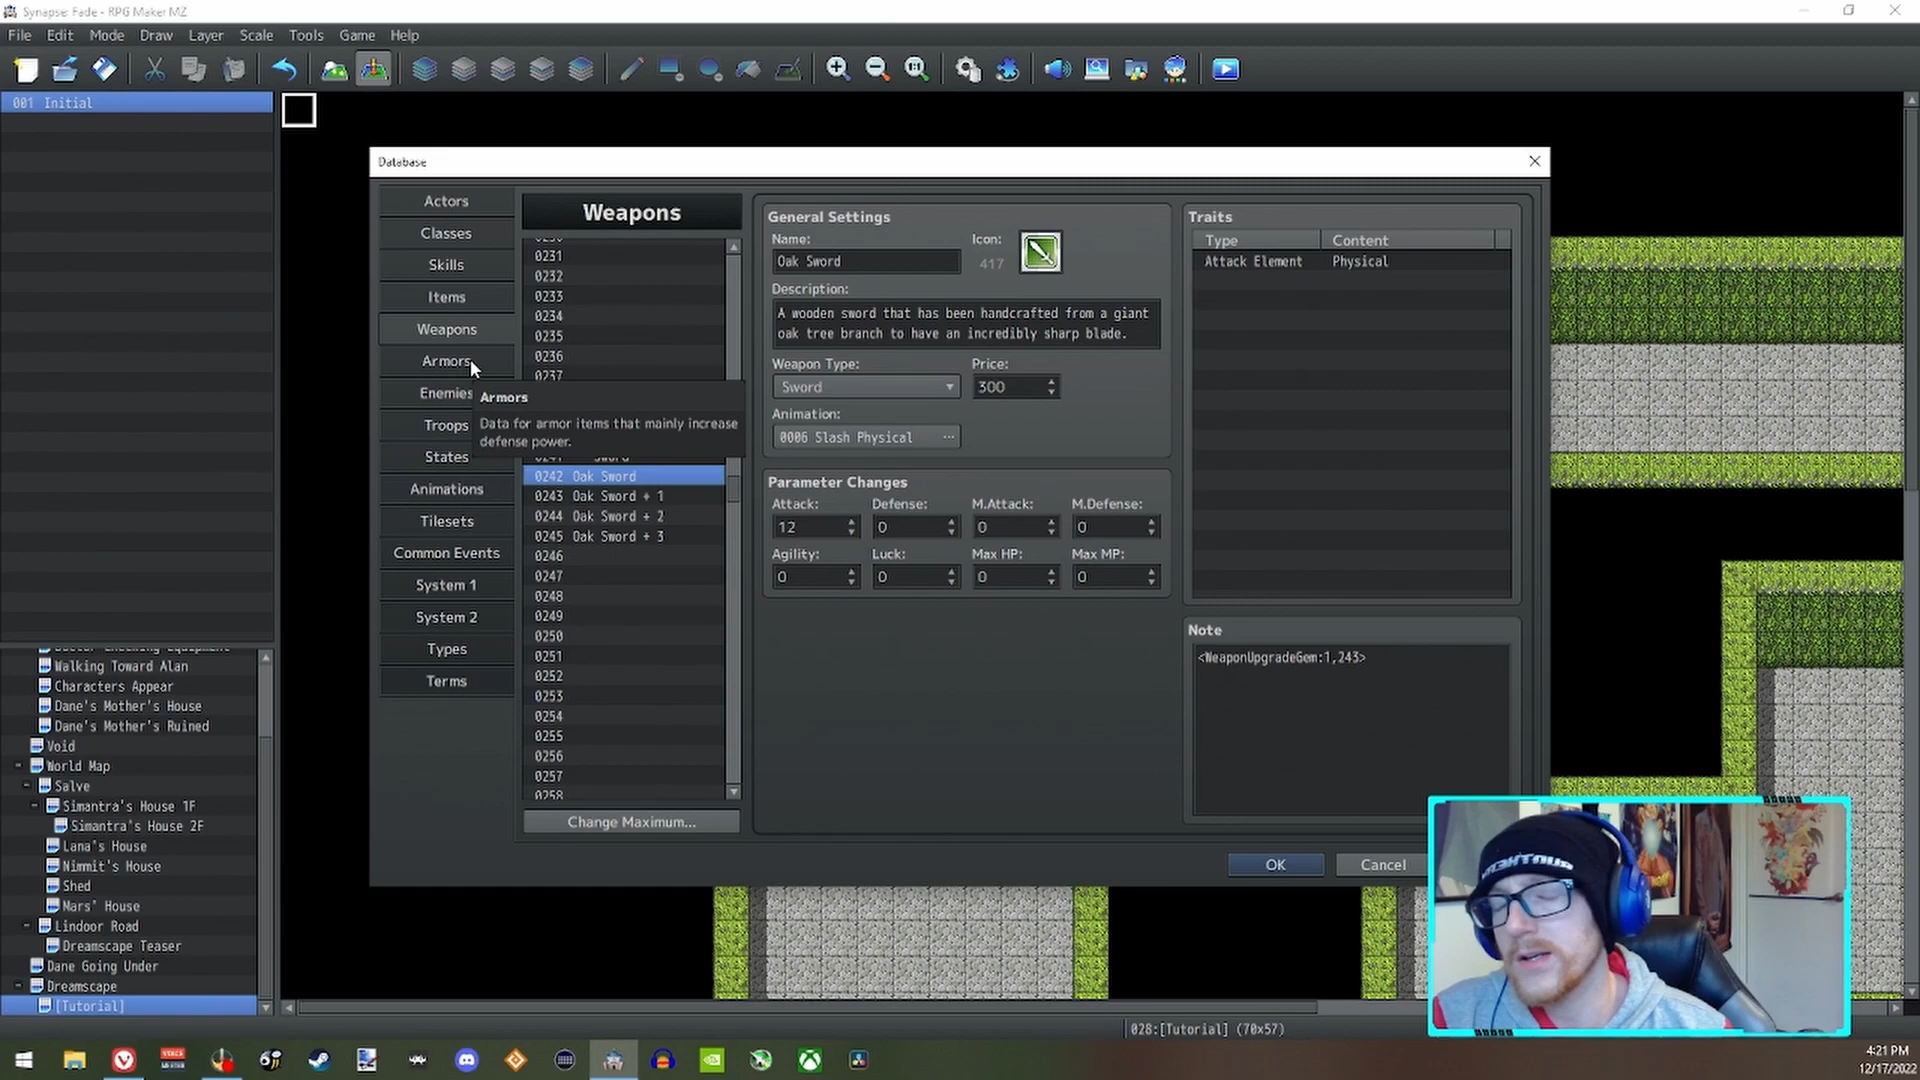 Synapse: Fade - RPG Maker MZ
File Edit Mode Draw Layer Scale Tools Game Help
001 Initial
Walking Toward Alan
Characters Appear
Dane's Mother's House
Dane's Mother's Ruined
Void
World Map
Salve
Simantra's House 1F
Simantra's House 2F
Lana's House
Nimmit's House
Shed
Mars' House
Lindoor Road
Dreamscape Teaser
Dane Going Under
Dreamscape
[Tutorial]
Database
Actors
Classes
Skills
Items
Weapons
Armors
Enemies
Troops
States
Animations
Tilesets
Common Events
System 1
System 2
Types
Terms
Armors
Data for armor items that mainly increase
defense power.
Weapons
0231
0232
0233
0234
0235
0236
0237
0242 Oak Sword
0243 Oak Sword + 1
0244 Oak Sword + 2
0245 Oak Sword + 3
0246
0247
0248
0249
0250
0251
0252
0253
0254
0255
0256
0257
0258
Change Maximum...
General Settings
Name:
Oak Sword
Icon:
417
Description:
A wooden sword that has been handcrafted from a giant
oak tree branch to have an incredibly sharp blade.
Weapon Type:
Sword
Price:
300
Animation:
0006 Slash Physical ...
Parameter Changes
Attack: Defense: M.Attack: M.Defense:
12 0 0 0
Agility: Luck: Max HP: Max MP:
0 0 0 0
Traits
Type Content
Attack Element Physical
Note
<WeaponUpgradeGem:1,243>
OK
Cancel
028:[Tutorial] (70x57)
4:21 PM
12/17/2022